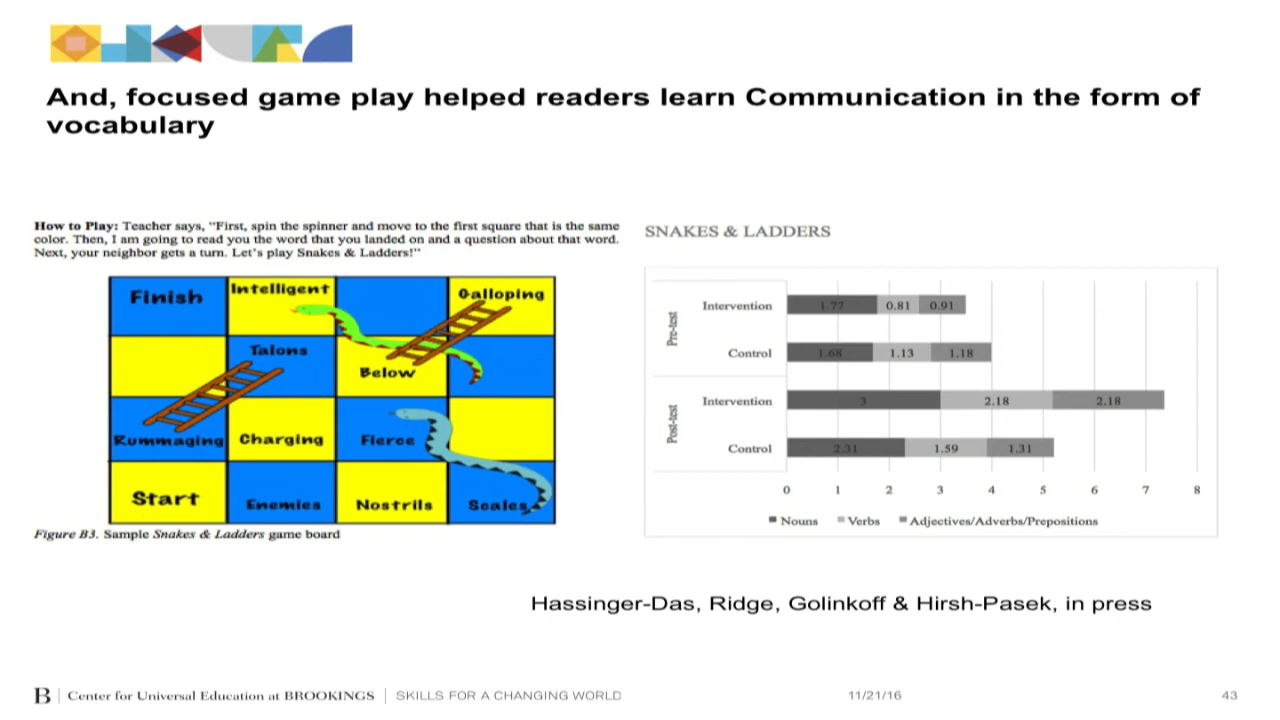 And, focused game play helped readers learn Communication in the form of
vocabulary
How to Play: Teacher says, "First, spin the spinner and move to the first square that is the same
color. Then, I am going to read you the word that you landed on and a question about that word.
Next, your neighbor gets a turn. Let's play Snakes & Ladders!"
Finish
Intelligent
Galloping
Talons
Below
Rummaging
Charging
Fierce
Start
Enemies
Nostrils
Scales
Figure B3. Sample Snakes & Ladders game board
SNAKES & LADDERS
Pre-test
Intervention
1.77 0.81 0.91
Control
1.68 1.13 1.18
Post-test
Intervention
3 2.18 2.18
Control
2.31 1.59 1.31
0 1 2 3 4 5 6 7 8
Nouns Verbs Adjectives/Adverbs/Prepositions
Hassinger-Das, Ridge, Golinkoff & Hirsh-Pasek, in press
B | Center for Universal Education at BROOKINGS | SKILLS FOR A CHANGING WORLD
11/21/16
43